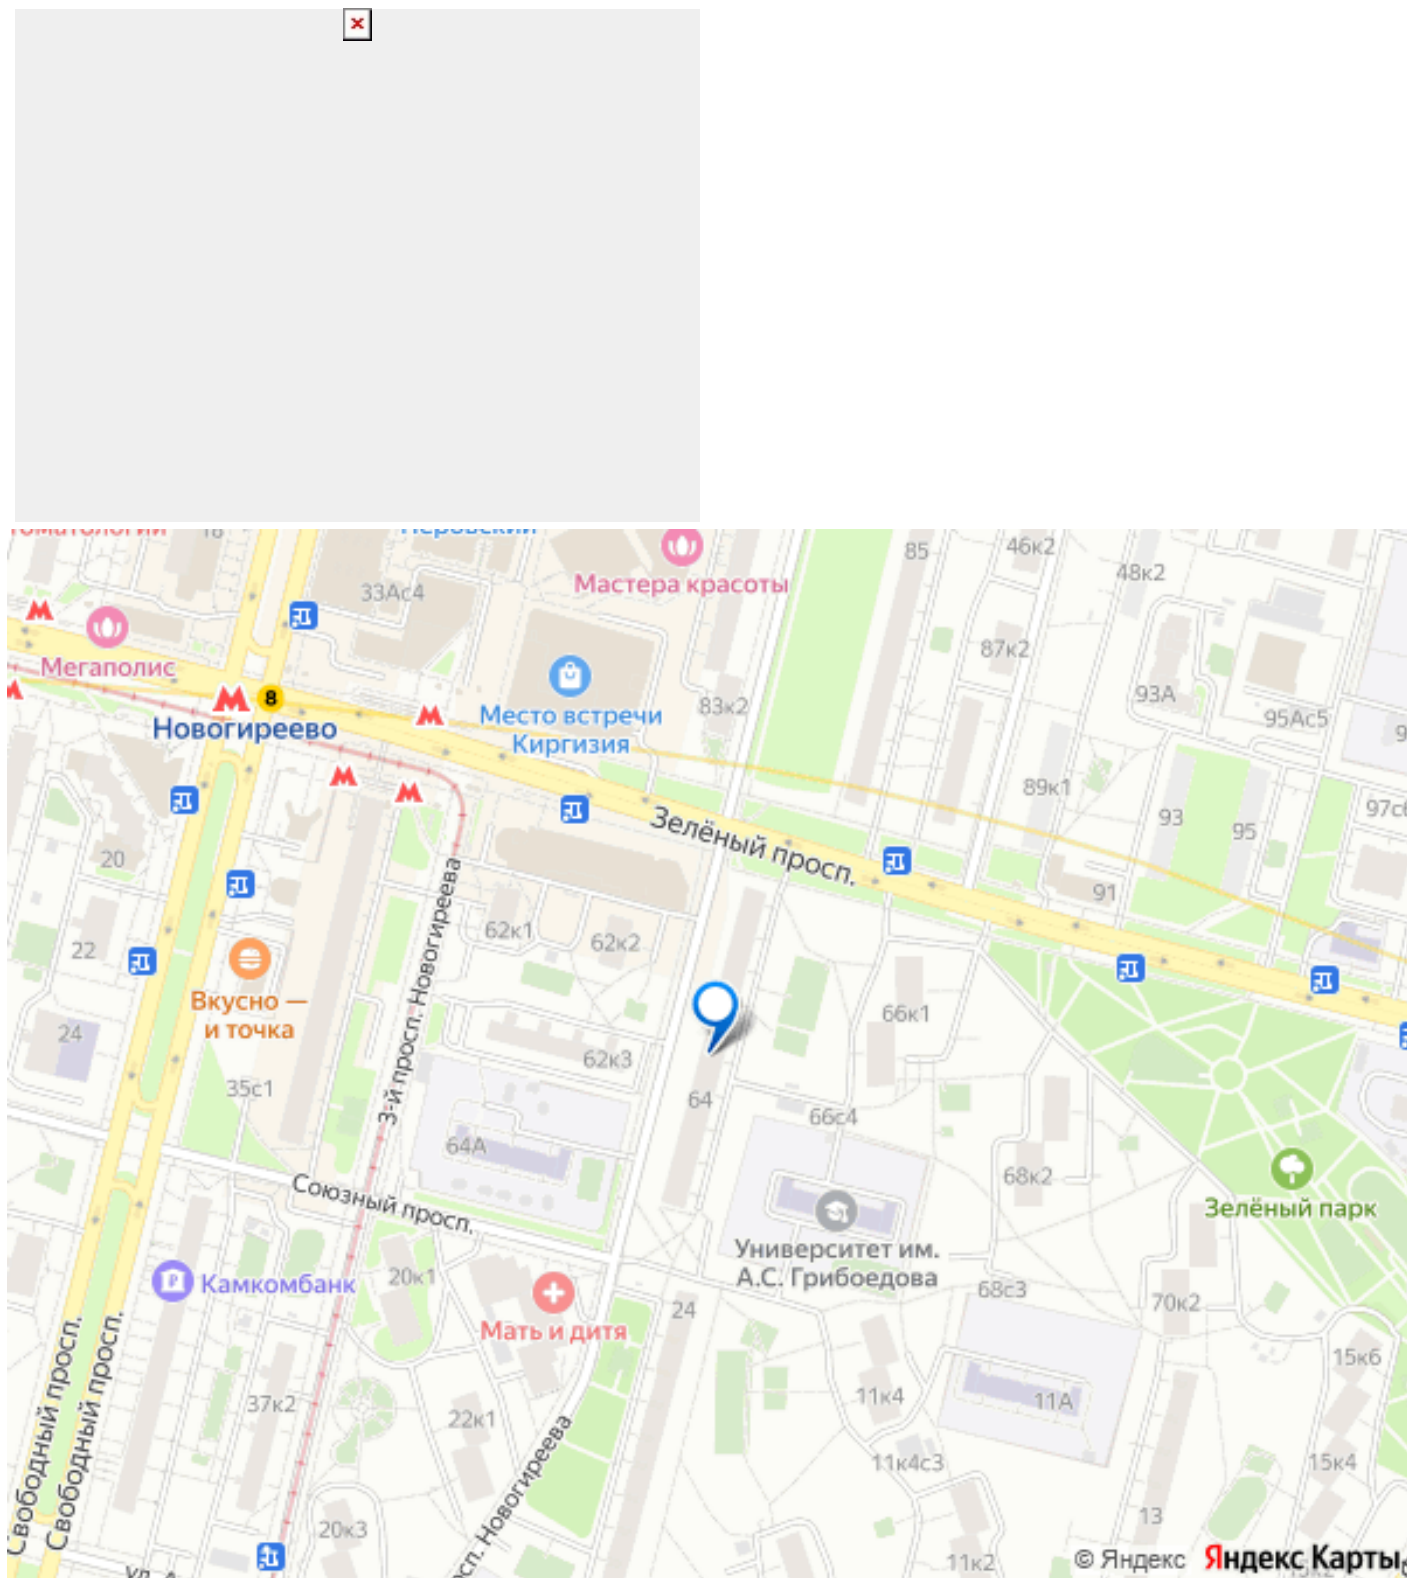 18
33Ас4
Мастера красоты
85
46к2
48к2
87к2
Мегаполис
8
Новогиреево
Место встречи
Киргизия
83к2
93А
95Ас5
89к1
93
95
97с6
Зелёный просп.
20
91
3-й просп. Новогиреева
62к1
62к2
22
Вкусно —
и точка
24
66к1
62к3
35с1
64
66с4
64А
68к2
Союзный просп.
Зелёный парк
Университет им.
А.С. Грибоедова
Камкомбанк
20к1
68с3
70к2
Мать и дитя
24
15к6
Свободный просп.
Свободный просп.
37к2
22к1
11к4
11А
11к4с3
15к4
Новогиреева
20к3
13
11к2
© Яндекс
Яндекс Карты